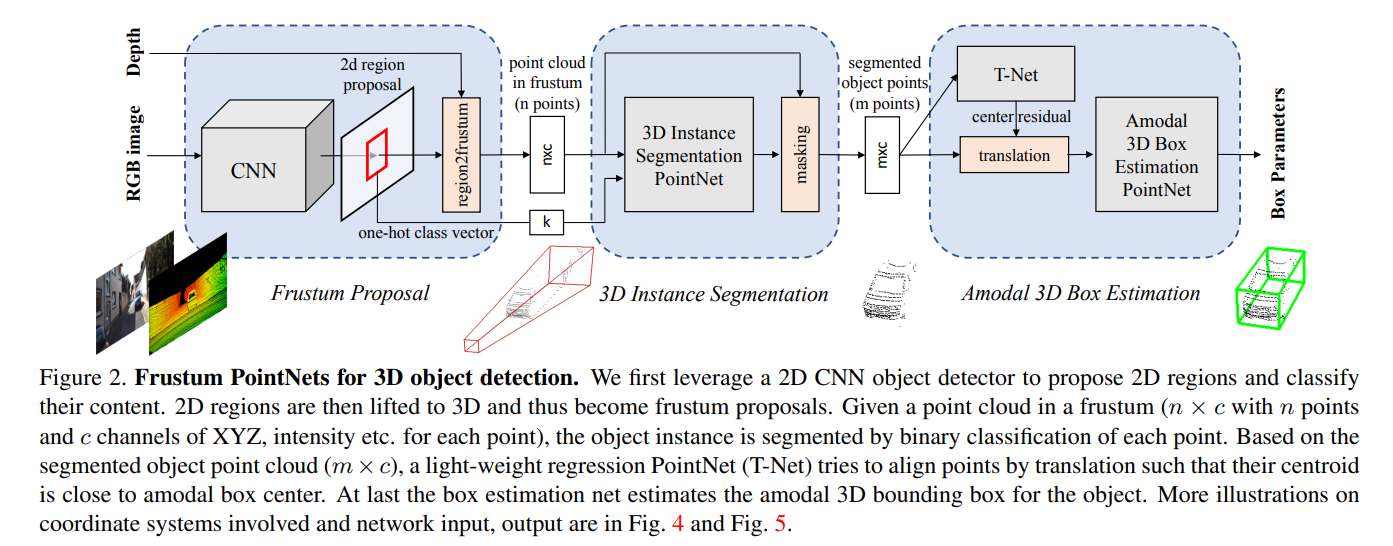 Depth
RGB image
CNN
2d region
proposal
region2frustum
one-hot class vector
point cloud
in frustum
(n points)
nxc
k
3D Instance
Segmentation
PointNet
masking
segmented
object points
(m points)
mxc
T-Net
center residual
translation
Amodal
3D Box
Estimation
PointNet
Box Parameters
Frustum Proposal
3D Instance Segmentation
Amodal 3D Box Estimation
Figure 2. Frustum PointNets for 3D object detection. We first leverage a 2D CNN object detector to propose 2D regions and classify
their content. 2D regions are then lifted to 3D and thus become frustum proposals. Given a point cloud in a frustum (n × c with n points
and c channels of XYZ, intensity etc. for each point), the object instance is segmented by binary classification of each point. Based on the
segmented object point cloud (m × c), a light-weight regression PointNet (T-Net) tries to align points by translation such that their centroid
is close to amodal box center. At last the box estimation net estimates the amodal 3D bounding box for the object. More illustrations on
coordinate systems involved and network input, output are in Fig. 4 and Fig. 5.